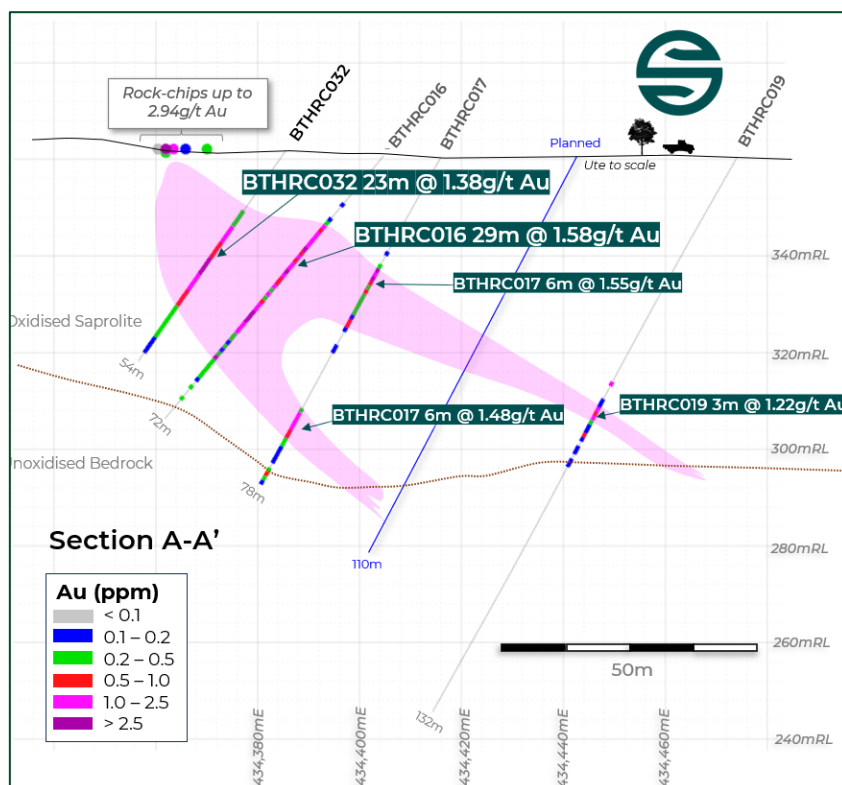 Rock-chips up to
2.94g/t Au
BTHRC032
BTHRC016
BTHRC017
BTHRC019
Planned
Ute to scale
BTHRC032 23m @ 1.38g/t Au
BTHRC016 29m @ 1.58g/t Au
340mRL
BTHRC017 6m @ 1.55g/t Au
Oxidised Saprolite
320mRL
54m
72m
BTHRC017 6m @ 1.48g/t Au
BTHRC019 3m @ 1.22g/t Au
300mRL
Unoxidised Bedrock
78m
280mRL
Section A-A’
110m
Au (ppm)
< 0.1
0.1 – 0.2
0.2 – 0.5
0.5 – 1.0
1.0 – 2.5
> 2.5
260mRL
50m
132m
240mRL
434,380mE
434,400mE
434,420mE
434,440mE
434,460mE